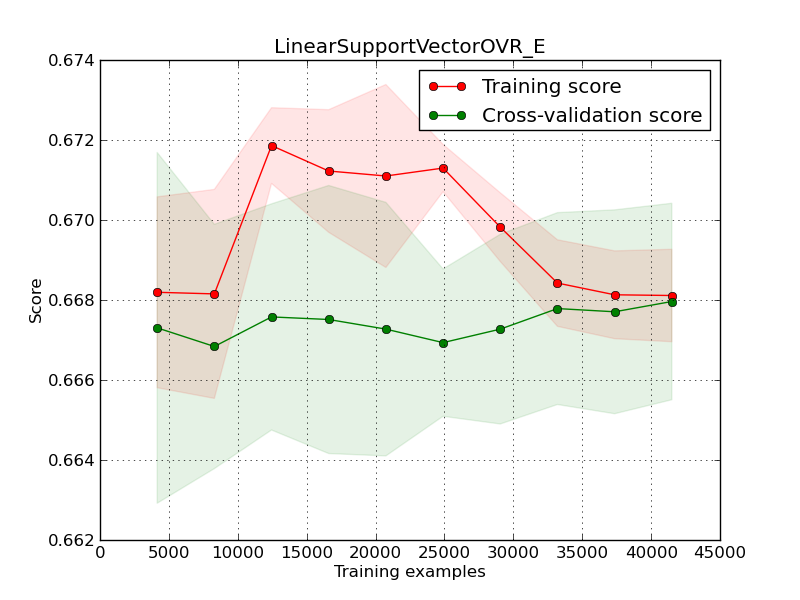 LinearSupportVectorOVR_E
Training score
Cross-validation score
Score
0.674
0.672
0.670
0.668
0.666
0.664
0.662
0 5000 10000 15000 20000 25000 30000 35000 40000 45000
Training examples